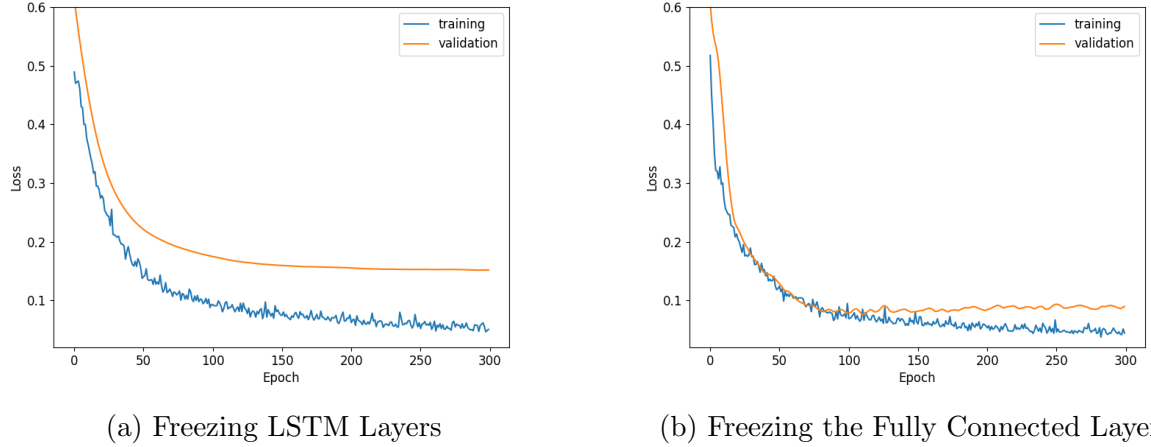 0.6
0.5
0.4
0.3
0.2
0.1
Loss
0 50 100 150 200 250 300
Epoch
training
validation
(a) Freezing LSTM Layers
0.6
0.5
0.4
0.3
0.2
0.1
Loss
0 50 100 150 200 250 300
Epoch
training
validation
(b) Freezing the Fully Connected Laye